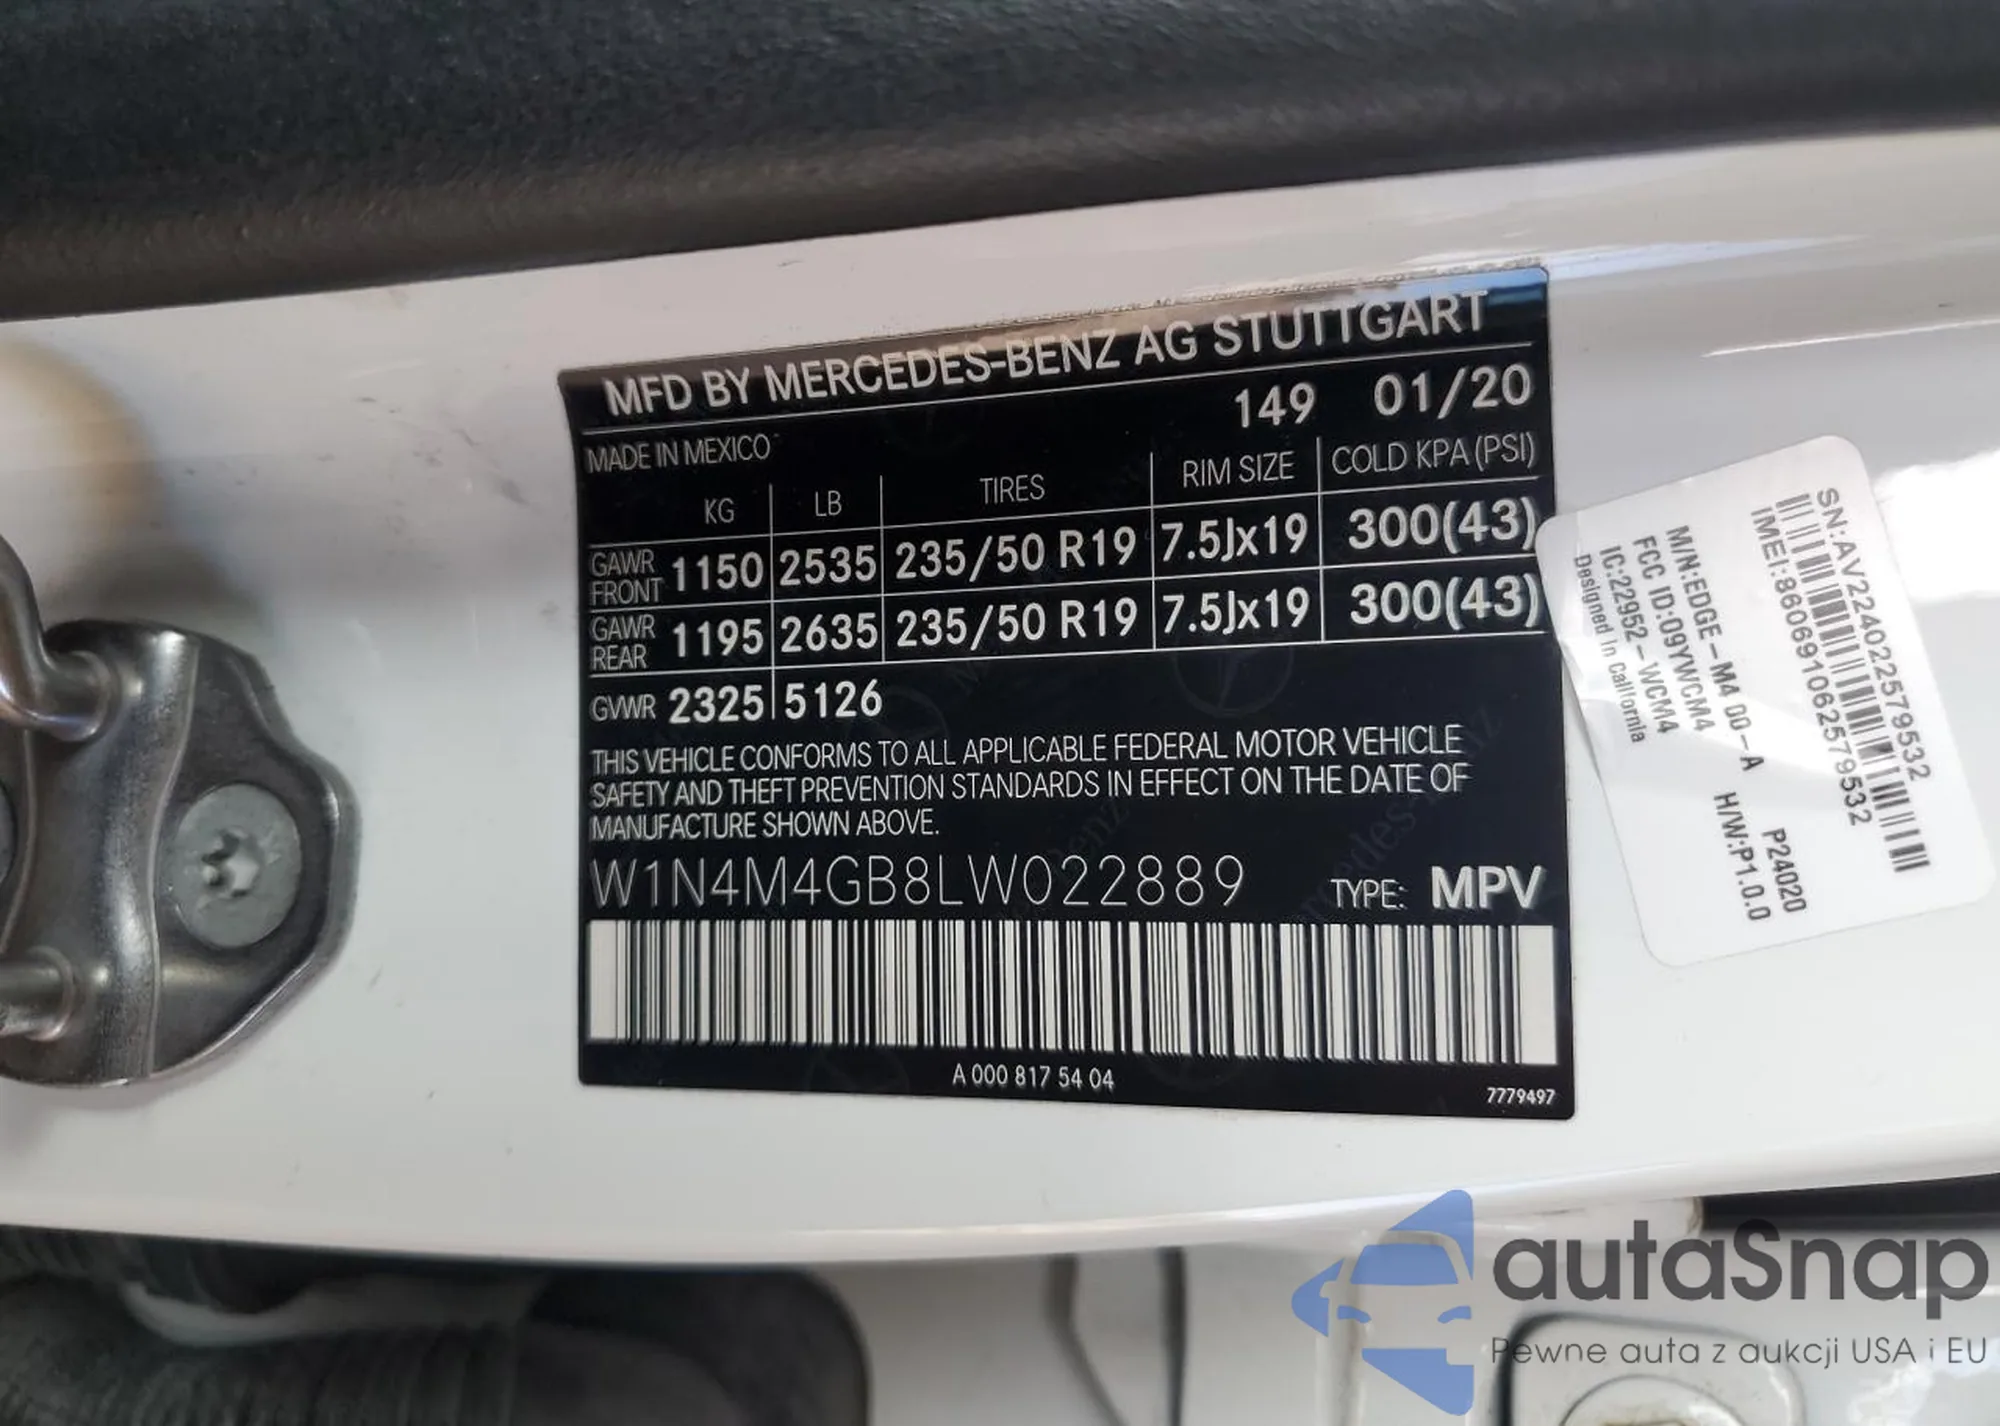 MFD BY MERCEDES-BENZ AG STUTTGART
149 01/20
MADE IN MEXICO
KG LB TIRES RIM SIZE COLD KPA (PSI)
GAWR FRONT 1150 2535 235/50 R19 7.5Jx19 300(43)
GAWR REAR 1195 2635 235/50 R19 7.5Jx19 300(43)
GVWR 2325 5126
THIS VEHICLE CONFORMS TO ALL APPLICABLE FEDERAL MOTOR VEHICLE
SAFETY AND THEFT PREVENTION STANDARDS IN EFFECT ON THE DATE OF
MANUFACTURE SHOWN ABOVE.
W1N4M4GB8LW022889 TYPE: MPV
A 000 817 54 04
7779497
SN:AV224022579532
IMEI:860691062579532
M/N:EDGE-M4 00-A P24020
FCC ID:O9YWCM4 H/W:P1.0.0
IC:22952-WCM4
Designed In California
autaSnap
Pewne auta z aukcji USA i EU